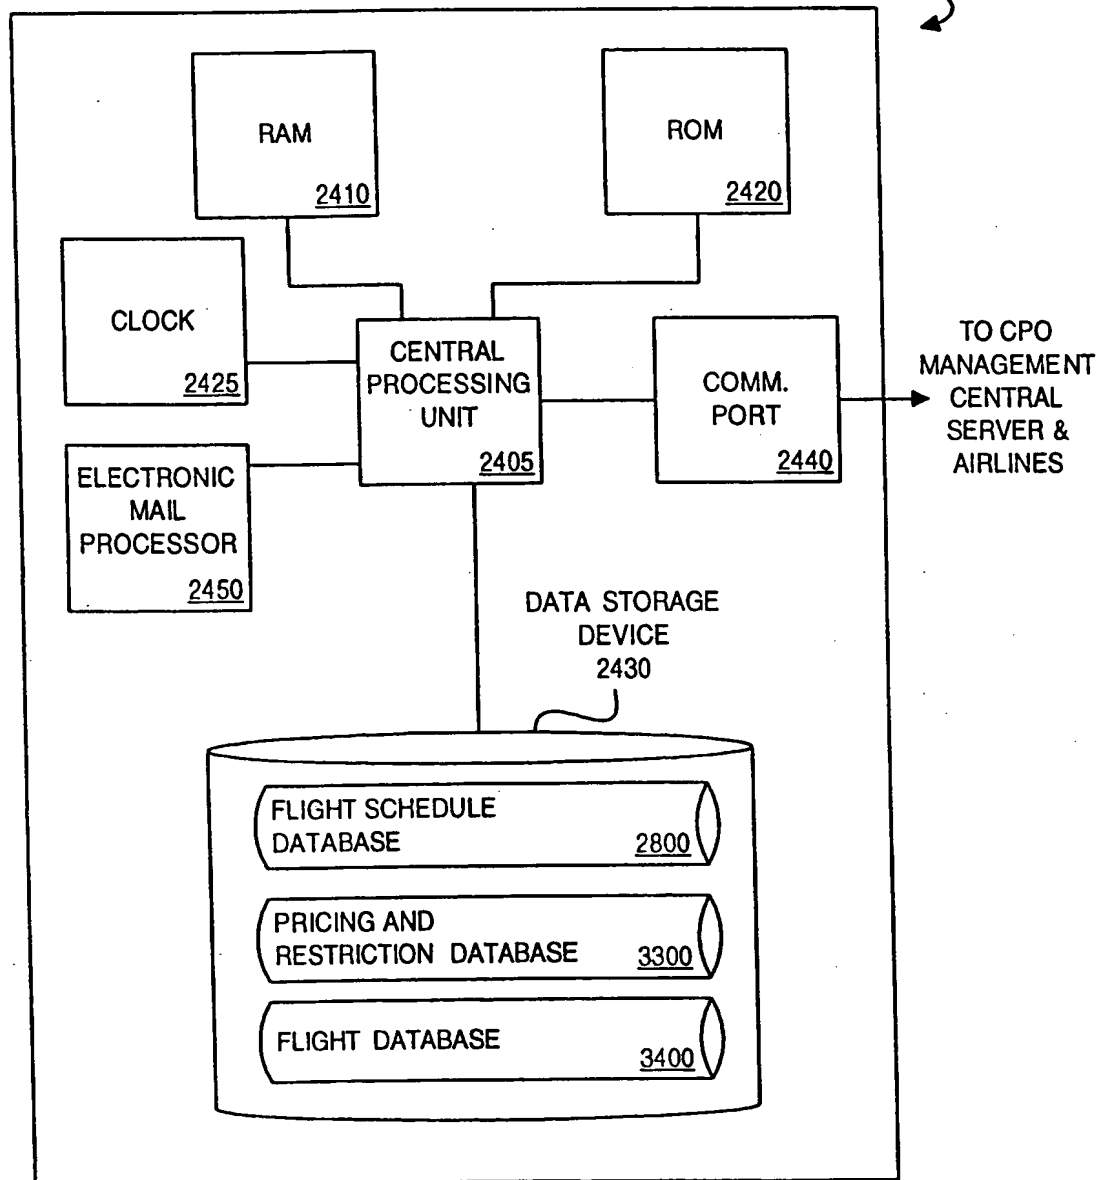 RAM
2410
ROM
2420
CLOCK
2425
CENTRAL
PROCESSING
UNIT
2405
COMM.
PORT
2440
TO CPO
MANAGEMENT
CENTRAL
SERVER &
AIRLINES
ELECTRONIC
MAIL
PROCESSOR
2450
DATA STORAGE
DEVICE
2430
FLIGHT SCHEDULE
DATABASE
2800
PRICING AND
RESTRICTION DATABASE
3300
FLIGHT DATABASE
3400